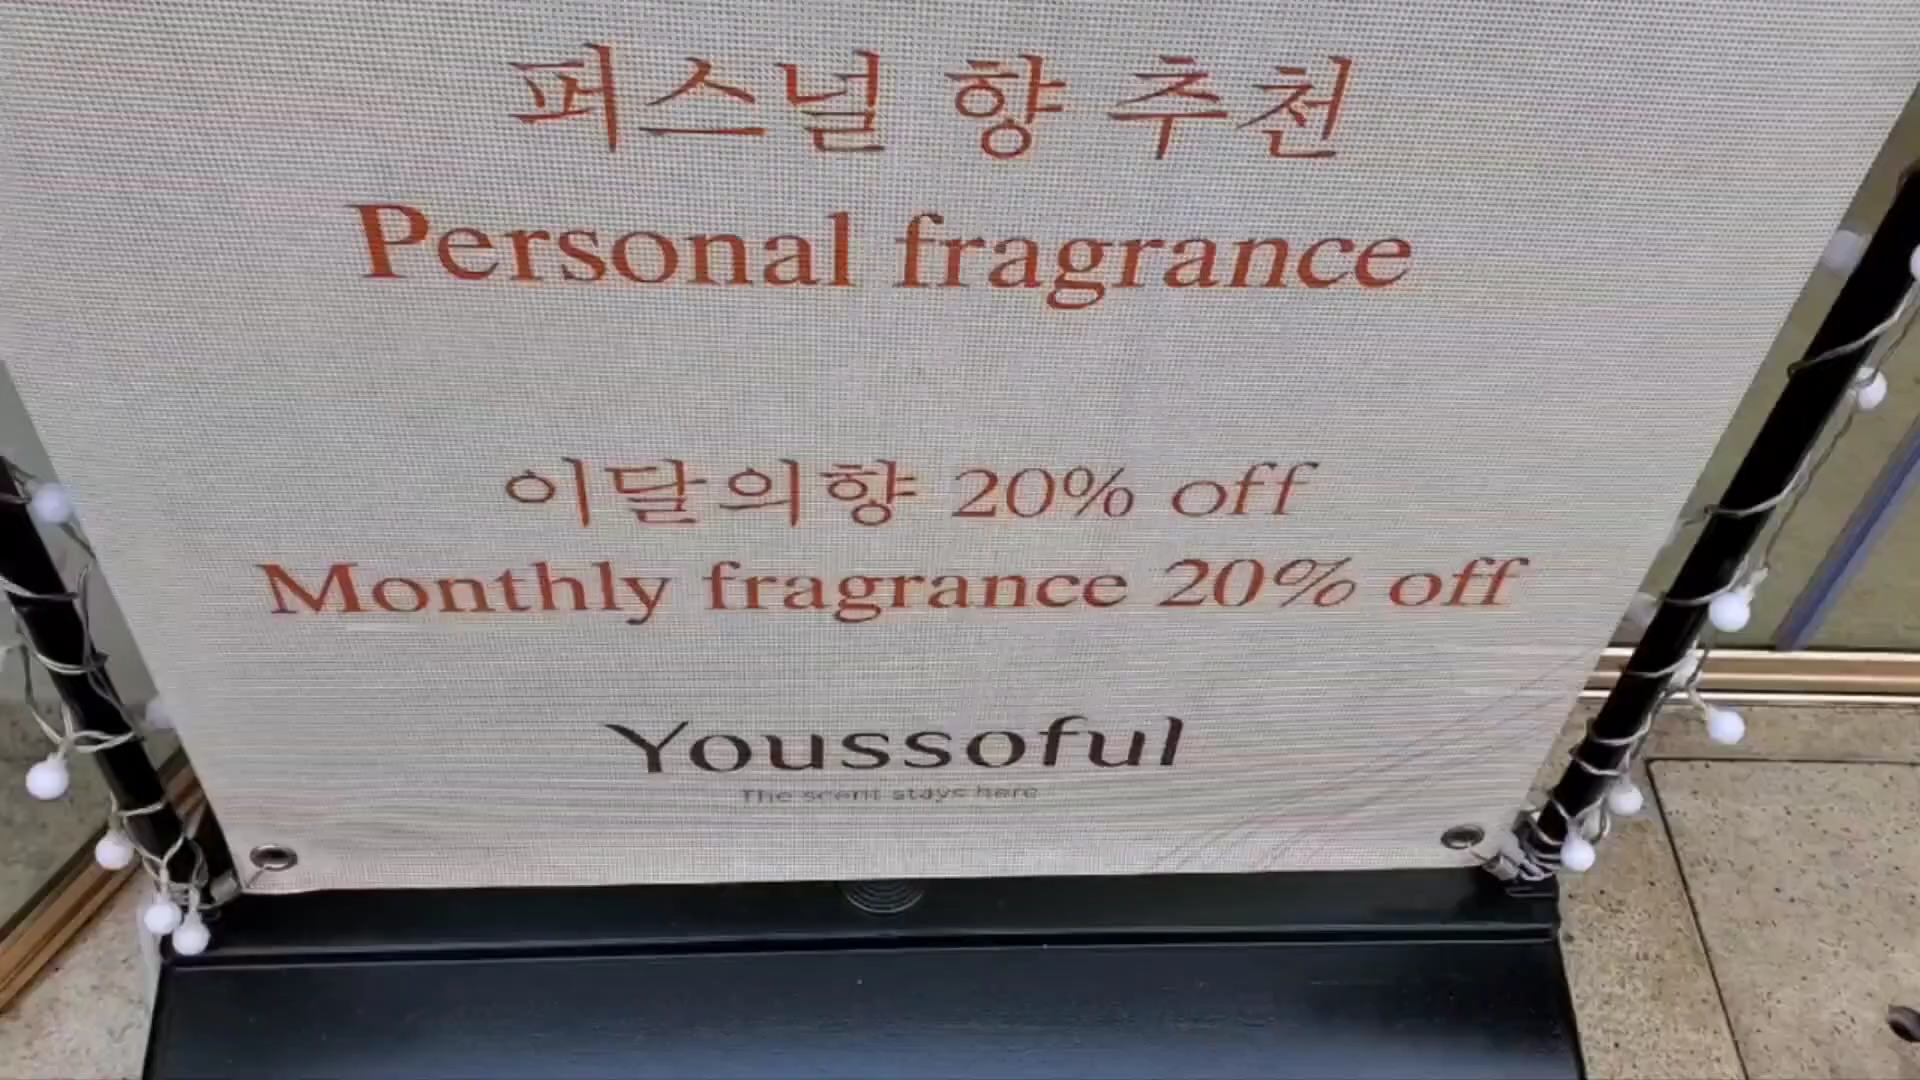 퍼스널 향 추천
Personal fragrance
이달의향 20% off
Monthly fragrance 20% off
Youssoful
The scent stays here